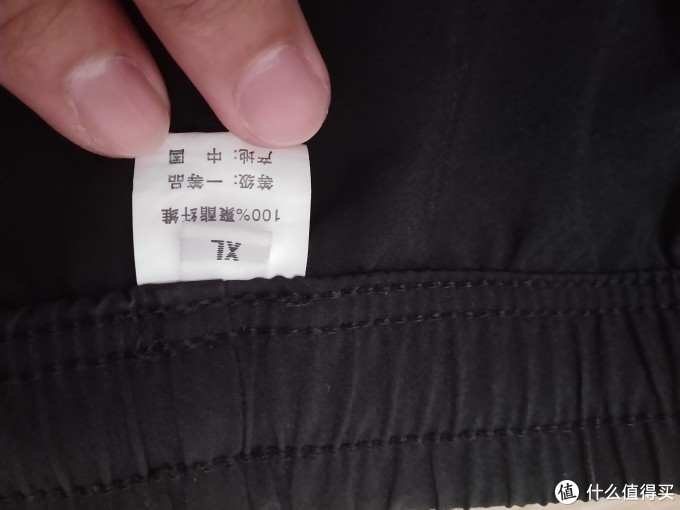 XL
100%聚酯纤维
等级: 一等品
产地: 中 国
值 什么值得买